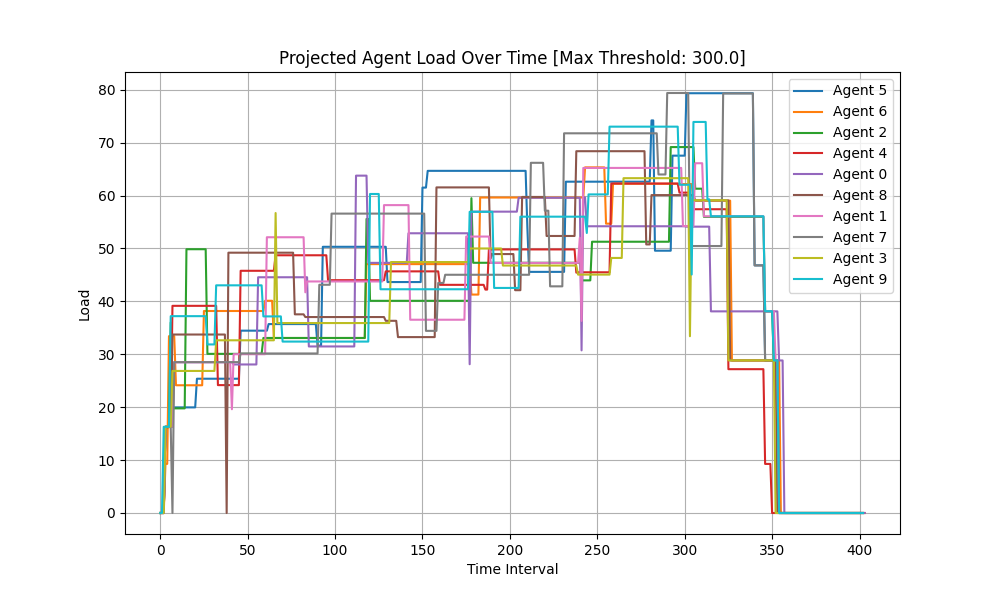 Projected Agent Load Over Time [Max Threshold: 300.0]
Load
80
70
60
50
40
30
20
10
0
0 50 100 150 200 250 300 350 400
Time Interval
Agent 5
Agent 6
Agent 2
Agent 4
Agent 0
Agent 8
Agent 1
Agent 7
Agent 3
Agent 9